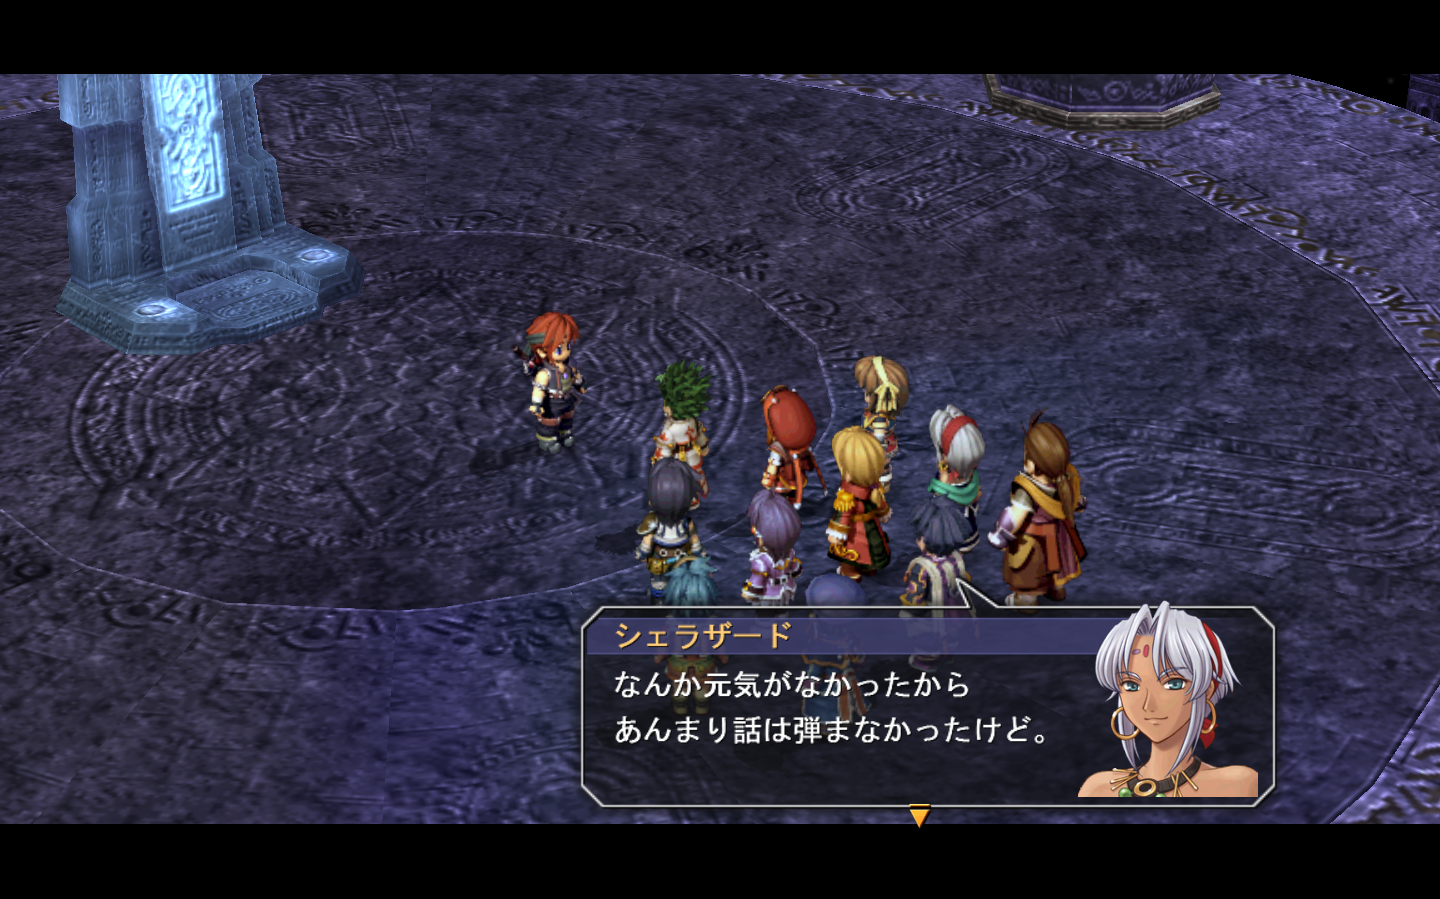 シェラザード
なんか元気がなかったから
あんまり話は弾まなかったけど。